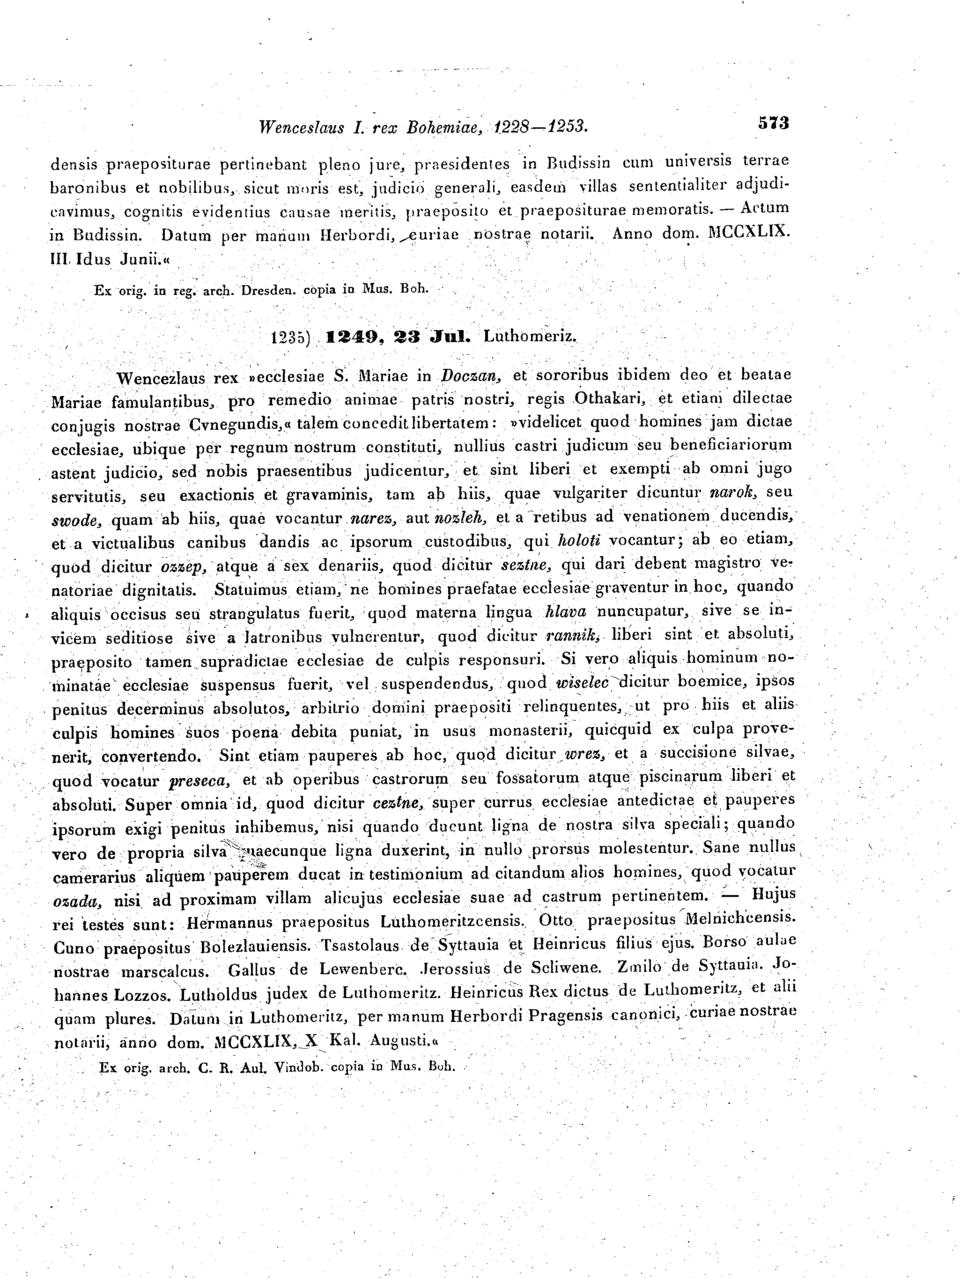 Wenceslaus I. rex Bohemiae, 1228—1253. 573
densis praepositurae pertinebant pleno jure, praesidentes in Budissin cum universis terrae
baronibus et nobilibus, sicut moris est, judicio generali, easdem villas sententialiter adjudi-
cavimus, cognitis evidentius causae meritis, praeposito et praepositurae memoratis. — Actum
in Budissin. Datum per manum Herbordi, curiae nostrae notarii. Anno dom. MCCXLIX.
III. Idus Junii.«
Ex orig. in reg. arch. Dresden. copia in Mus. Boh.
1235) 1249, 23 Jul. Luthomeriz.
Wencezlaus rex »ecclesiae S. Mariae in Doczan, et sororibus ibidem deo et beatae
Mariae famulantibus, pro remedio animae patris nostri, regis Othakari, et etiam dilectae
conjugis nostrae Cvnegundis,« talem concedit libertatem: »videlicet quod homines jam dictae
ecclesiae, ubique per regnum nostrum constituti, nullius castri judicum seu beneficiariorum
astent judicio, sed nobis praesentibus judicentur, et sint liberi et exempti ab omni jugo
servitutis, seu exactionis et gravaminis, tam ab hiis, quae vulgariter dicuntur narok, seu
swode, quam ab hiis, quae vocantur narez, aut nozleh, et a retibus ad venationem ducendis,
et a victualibus canibus dandis ac ipsorum custodibus, qui holoti vocantur; ab eo etiam,
quod dicitur ozzep, atque a sex denariis, quod dicitur seztne, qui dari debent magistro ve-
natoriae dignitatis. Statuimus etiam, ne homines praefatae ecclesiae graventur in hoc, quando
aliquis occisus seu strangulatus fuerit, quod materna lingua hlava nuncupatur, sive se in-
vicem seditiose sive a latronibus vulnerentur, quod dicitur rannik, liberi sint et absoluti,
praeposito tamen supradictae ecclesiae de culpis responsuri. Si vero aliquis hominum no-
minatae ecclesiae suspensus fuerit, vel suspendendus, quod wiselec dicitur boemice, ipsos
penitus decerminus absolutos, arbitrio domini praepositi relinquentes, ut pro hiis et aliis
culpis homines suos poena debita puniat, in usus monasterii, quicquid ex culpa prove-
nerit, convertendo. Sint etiam pauperes ab hoc, quod dicitur wrez, et a succisione silvae,
quod vocatur preseca, et ab operibus castrorum seu fossatorum atque piscinarum liberi et
absoluti. Super omnia id, quod dicitur ceztne, super currus ecclesiae antedictae et pauperes
ipsorum exigi penitus inhibemus, nisi quando ducunt ligna de nostra silva speciali; quando
vero de propria silva quaecunque ligna duxerint, in nullo prorsus molestentur. Sane nullus
camerarius aliquem pauperem ducat in testimonium ad citandum alios homines, quod vocatur
ozada, nisi ad proximam villam alicujus ecclesiae suae ad castrum pertinentem. — Hujus
rei testes sunt: Hermannus prepositus Luthomeritzcensis. Otto praepositus Melnichcensis.
Cuno praepositus Bolezlauiensis. Tsastolaus de Syttauia et Heinricus filius ejus. Borso aulae
nostrae marscalcus. Gallus de Lewenberc. Jerossius de Scliwene. Zmilo de Syttauia. Jo-
hannes Lozzos. Lutholdus judex de Luthomeritz. Heinricus Rex dictus de Luthomeritz, et alii
quam plures. Datum in Luthomeritz, per manum Herbordi Pragensis canonici, curiae nostrae
notarii, anno dom. MCCXLIX, X Kal. Augusti.«
Ex orig. arch. C. R. Aul. Vindob. copia in Mus. Boh.